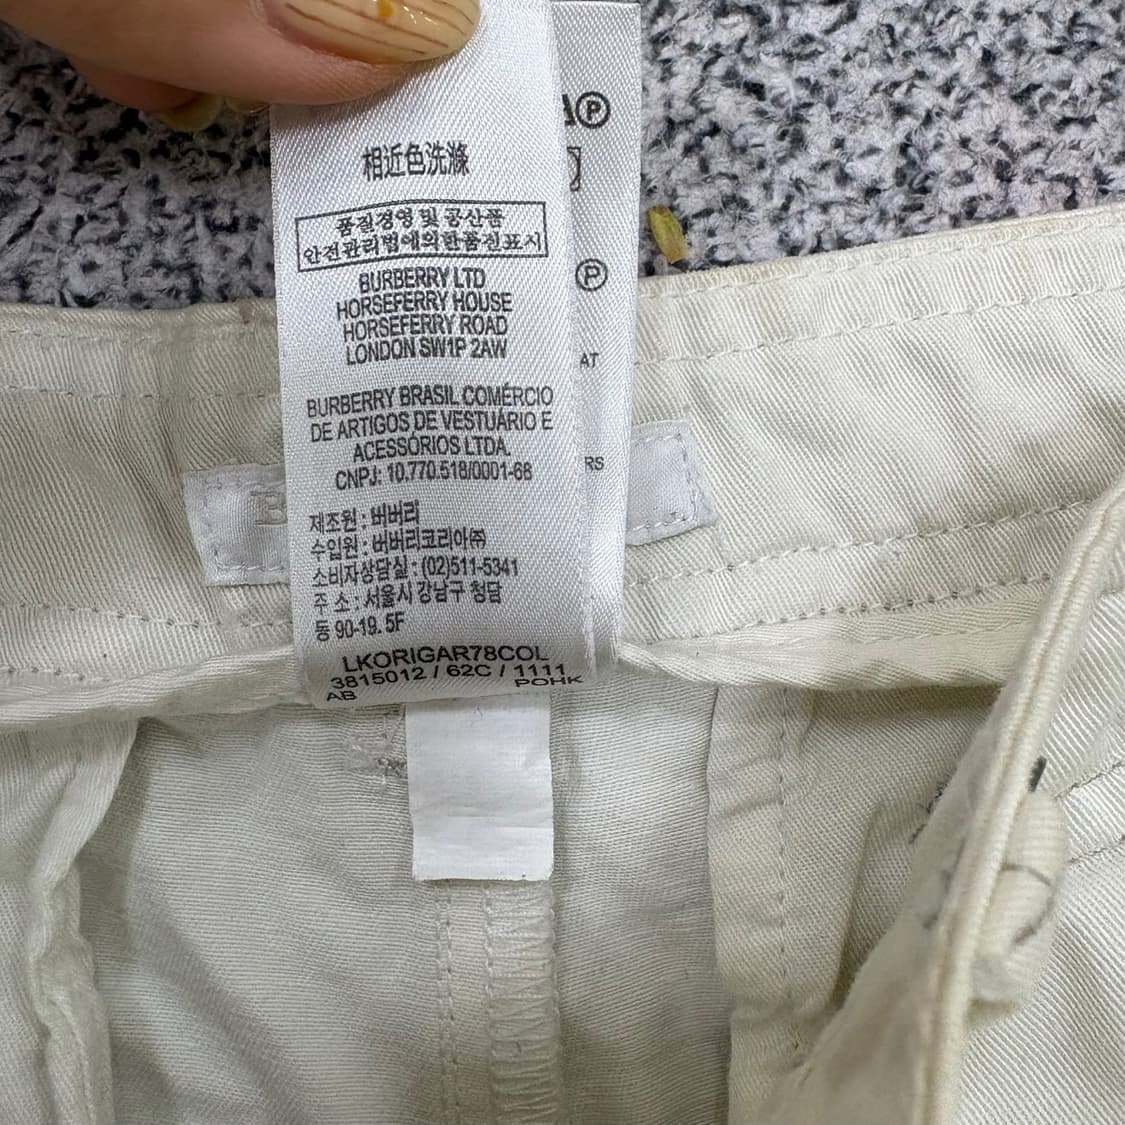 相近色洗滌
품질경영 및 공산품
안전관리법에의한품질표시
BURBERRY LTD
HORSEFERRY HOUSE
HORSEFERRY ROAD
LONDON SW1P 2AW
BURBERRY BRASIL COMÉRCIO
DE ARTIGOS DE VESTUÁRIO E
ACESSÓRIOS LTDA.
CNPJ: 10.770.518/0001-68
제조원 : 버버리
수입원 : 버버리코리아㈜
소비자상담실 : (02)511-5341
주 소 : 서울시 강남구 청담
동 90-19. 5F
LKORIGAR78COL
3815012 / 62C / 1111
AB POHK
A Ⓟ
Ⓟ
AT
RS
B